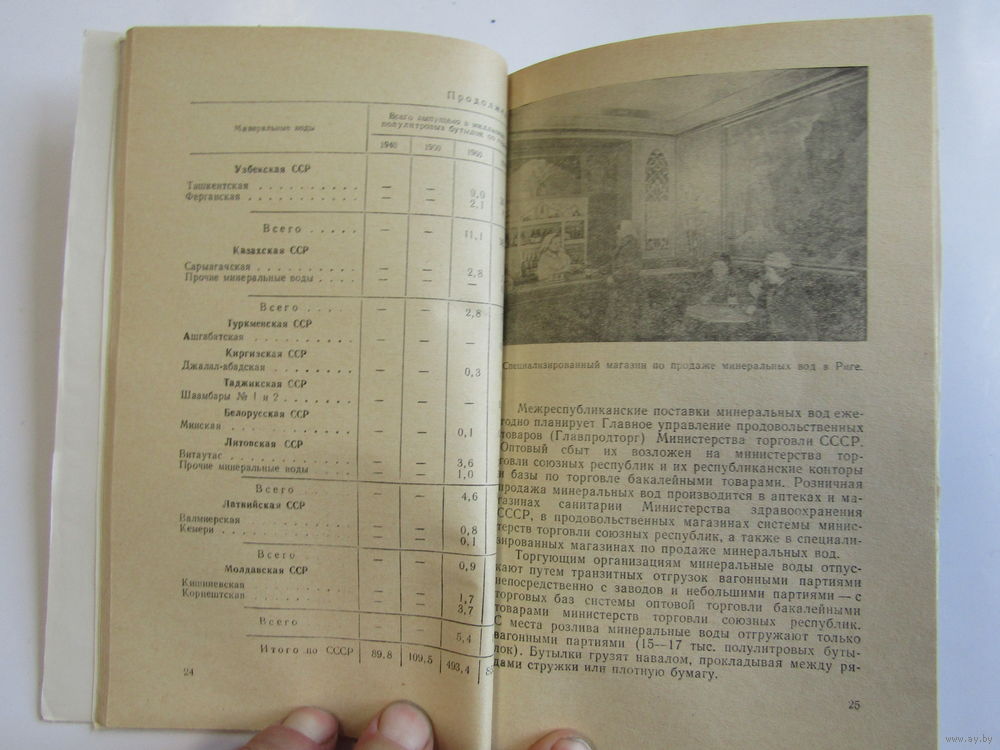 Продолже
Всего выпущено в миллионах
полулитровых бутылок по
Минеральные воды
1940 1950 1960
Узбекская ССР
Ташкентская . . . . . . . . . — — 9,0
Ферганская . . . . . . . . . . — — 2,1
Всего . . . . . — — 11,1
Казахская ССР
Сарыагачская . . . . . . . . . — — 2,8
Прочие минеральные воды . . . . — — —
Всего . . . . — — 2,8
Туркменская ССР
Ашгабатская . . . . . . . . . — — —
Киргизская ССР
Джалал-абадская . . . . . . . . — — 0,3
Таджикская ССР
Шаамбары № 1 и 2 . . . . . . . — — —
Белорусская ССР
Минская . . . . . . . . . . . — — 0,1
Литовская ССР
Витаутас . . . . . . . . . . . — — 3,6
Прочие минеральные воды . . . . — — 1,0
Всего . . . — — 4,6
Латвийская ССР
Валмиерская . . . . . . . . . — — 0,8
Кемери . . . . . . . . . . . — — 0,1
Всего — — 0,9
Молдавская ССР
Кишиневская . . . . . . . . . — — 1,7
Корнештская . . . . . . . . . — — 3,7
Всего . . . — — 5,4
Итого по СССР 89,8 109,5 493,4
24
Специализированный магазин по продаже минеральных вод в Риге.
Межреспубликанские поставки минеральных вод еже-
годно планирует Главное управление продовольственных
товаров (Главпродторг) Министерства торговли СССР.
Оптовый сбыт их возложен на министерства тор-
говли союзных республик и их республиканские конторы
и базы по торговле бакалейными товарами. Розничная
продажа минеральных вод производится в аптеках и ма-
газинах санитарии Министерства здравоохранения
СССР, в продовольственных магазинах системы минис-
терств торговли союзных республик, а также в специали-
зированных магазинах по продаже минеральных вод.
Торгующим организациям минеральные воды отпус-
кают путем транзитных отгрузок вагонными партиями
непосредственно с заводов и небольшими партиями — с
торговых баз системы оптовой торговли бакалейными
товарами министерств торговли союзных республик.
С места розлива минеральные воды отгружают только
вагонными партиями (15—17 тыс. полулитровых буты-
лок). Бутылки грузят навалом, прокладывая между ря-
дами стружки или плотную бумагу.
25
www.ay.by